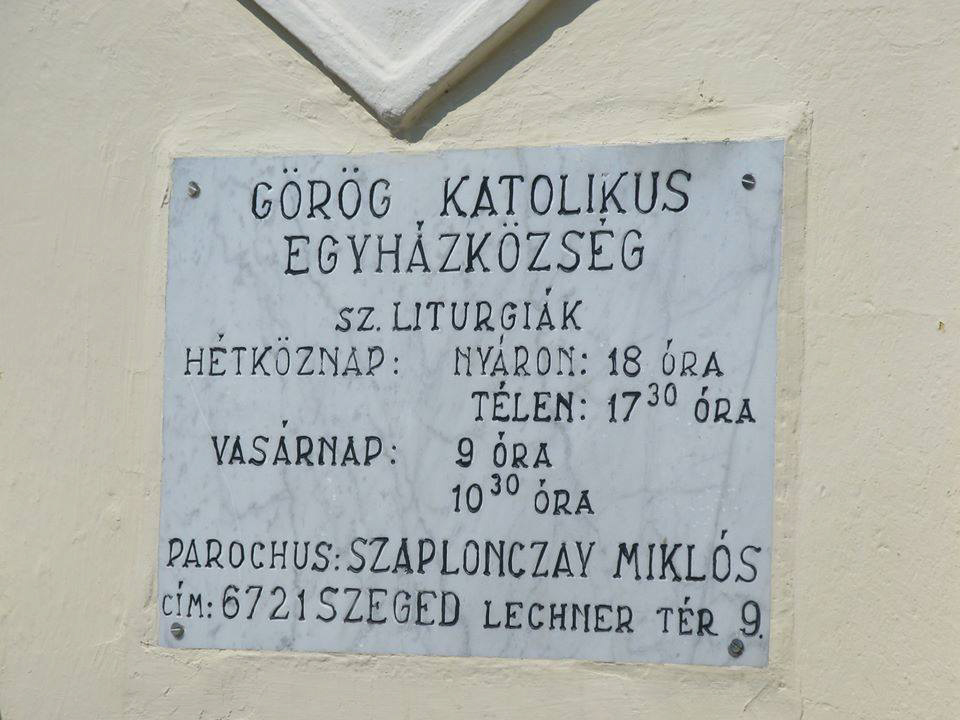 GÖRÖG KATOLIKUS
EGYHÁZKÖZSÉG
SZ. LITURGIÁK
HÉTKÖZNAP: NYÁRON: 18 ÓRA
TÉLEN: 17³⁰ ÓRA
VASÁRNAP: 9 ÓRA
10³⁰ ÓRA
PAROCHUS: SZAPLONCZAY MIKLÓS
CÍM: 6721 SZEGED LECHNER TÉR 9.